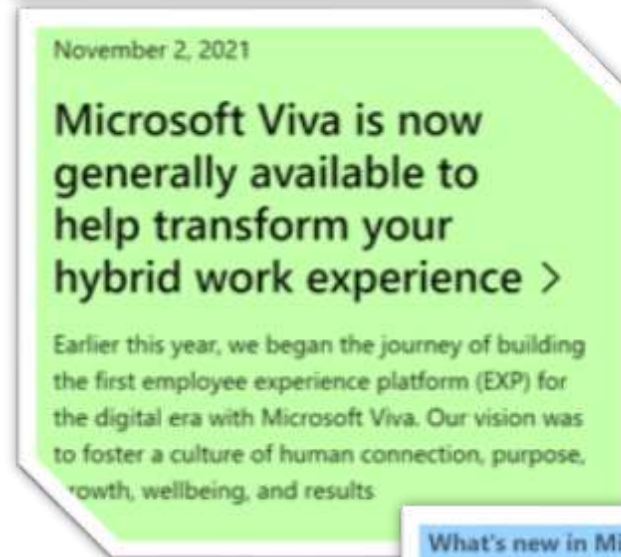 November 2, 2021
Microsoft Viva is now
generally available to
help transform your
hybrid work experience >
Earlier this year, we began the journey of building
the first employee experience platform (EXP) for
the digital era with Microsoft Viva. Our vision was
to foster a culture of human connection, purpose,
rowth, wellbeing, and results
What's new in Mi